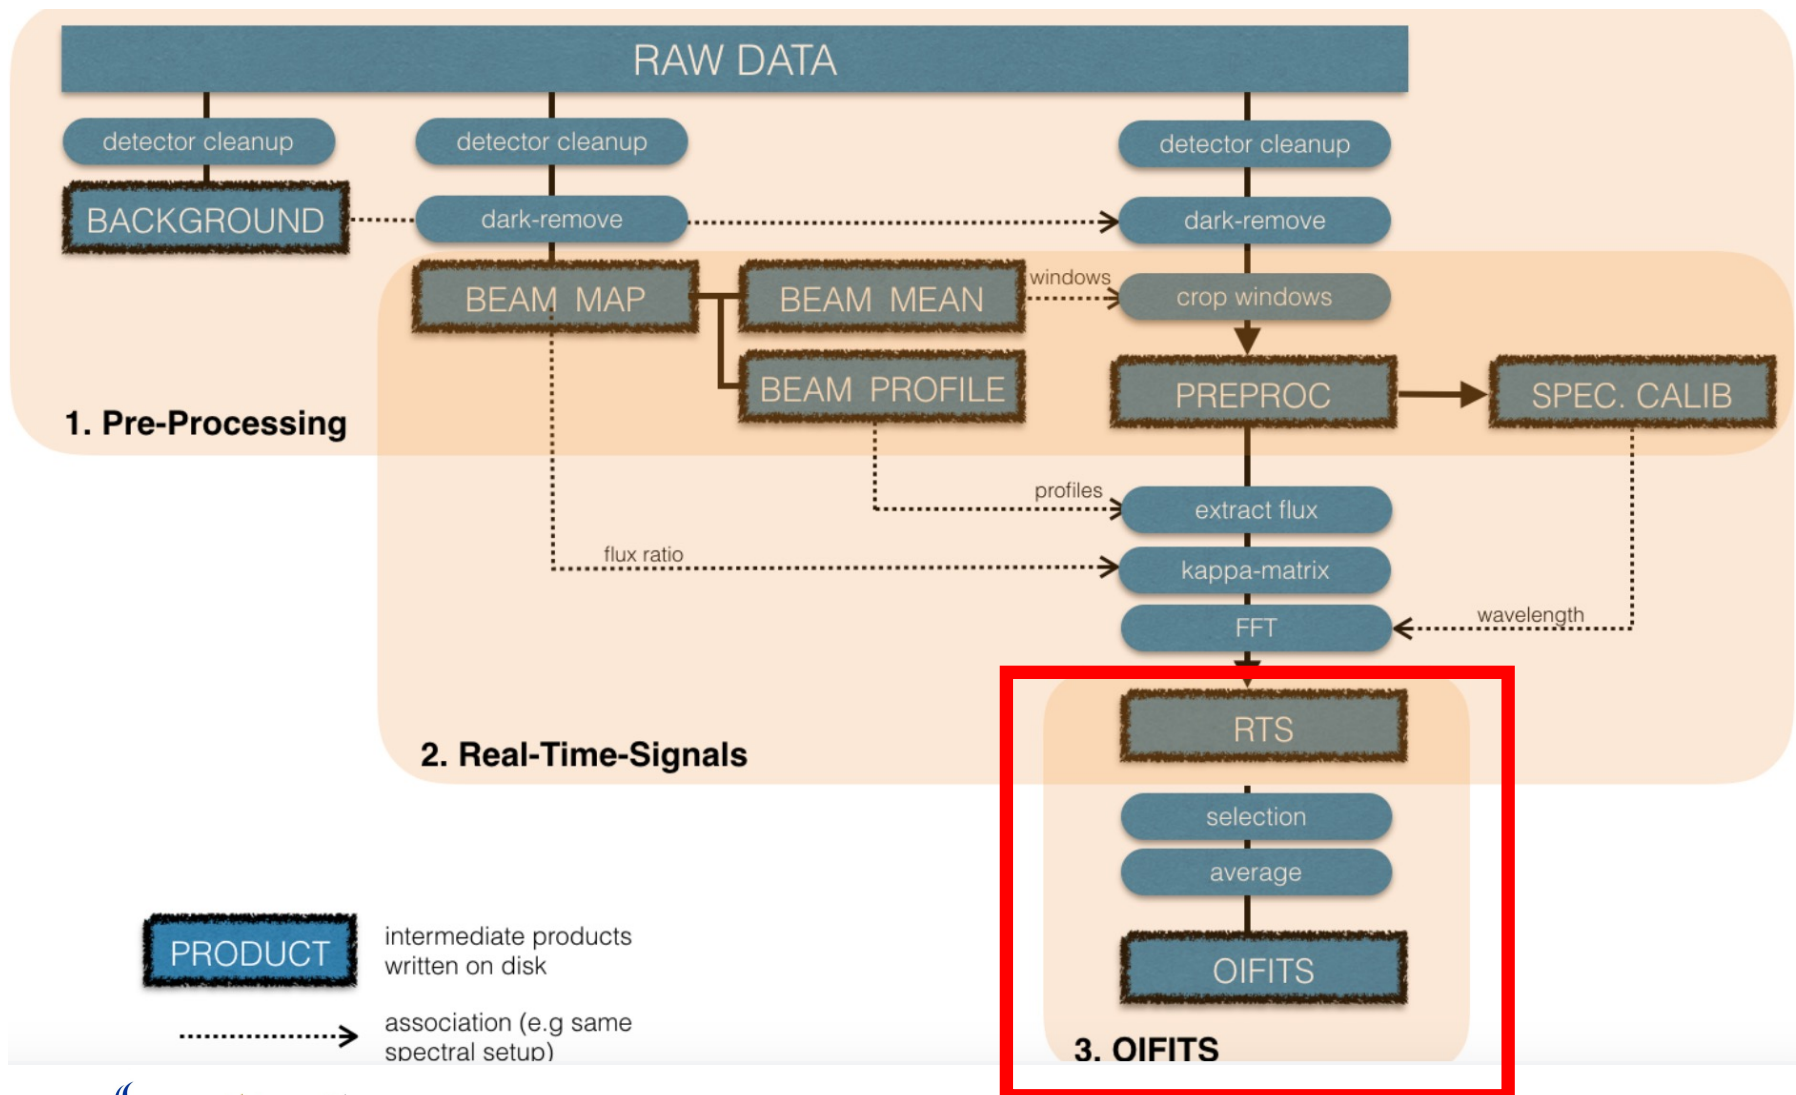 RAW DATA
detector cleanup
detector cleanup
detector cleanup
BACKGROUND
dark-remove
dark-remove
BEAM MAP
BEAM MEAN
windows
crop windows
BEAM PROFILE
PREPROC
SPEC. CALIB
1. Pre-Processing
profiles
extract flux
flux ratio
kappa-matrix
FFT
wavelength
RTS
2. Real-Time-Signals
selection
average
OIFITS
3. OIFITS
PRODUCT
intermediate products
written on disk
association (e.g same
spectral setup)